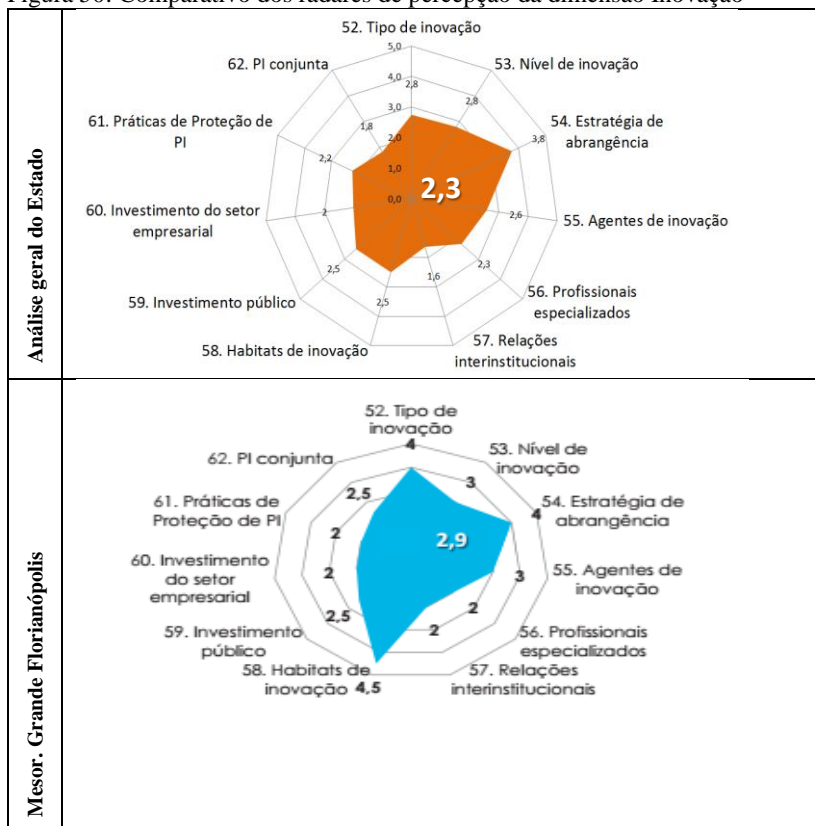 Figura 50: Comparativo dos radares de percepção da dimensão Inovação
Análise geral do Estado
52. Tipo de inovação
5,0
4,0
3,0
2,0
1,0
0,0
2,8
53. Nível de inovação
2,8
54. Estratégia de
abrangência
3,8
55. Agentes de inovação
2,6
56. Profissionais
especializados
2,3
57. Relações
interinstitucionais
1,6
58. Habitats de inovação
2,5
59. Investimento público
2,5
60. Investimento do setor
empresarial
2
61. Práticas de Proteção de
PI
2,2
62. PI conjunta
1,8
2,3
Mesor. Grande Florianópolis
52. Tipo de
inovação
4
53. Nível de
inovação
3
54. Estratégia de
abrangência
4
55. Agentes de
inovação
3
56. Profissionais
especializados
2
57. Relações
interinstitucionais
2
58. Habitats de
inovação 4,5
59. Investimento
público
2,5
60. Investimento
do setor
empresarial
2
61. Práticas de
Proteção de PI
2
62. PI conjunta
2,5
2,9